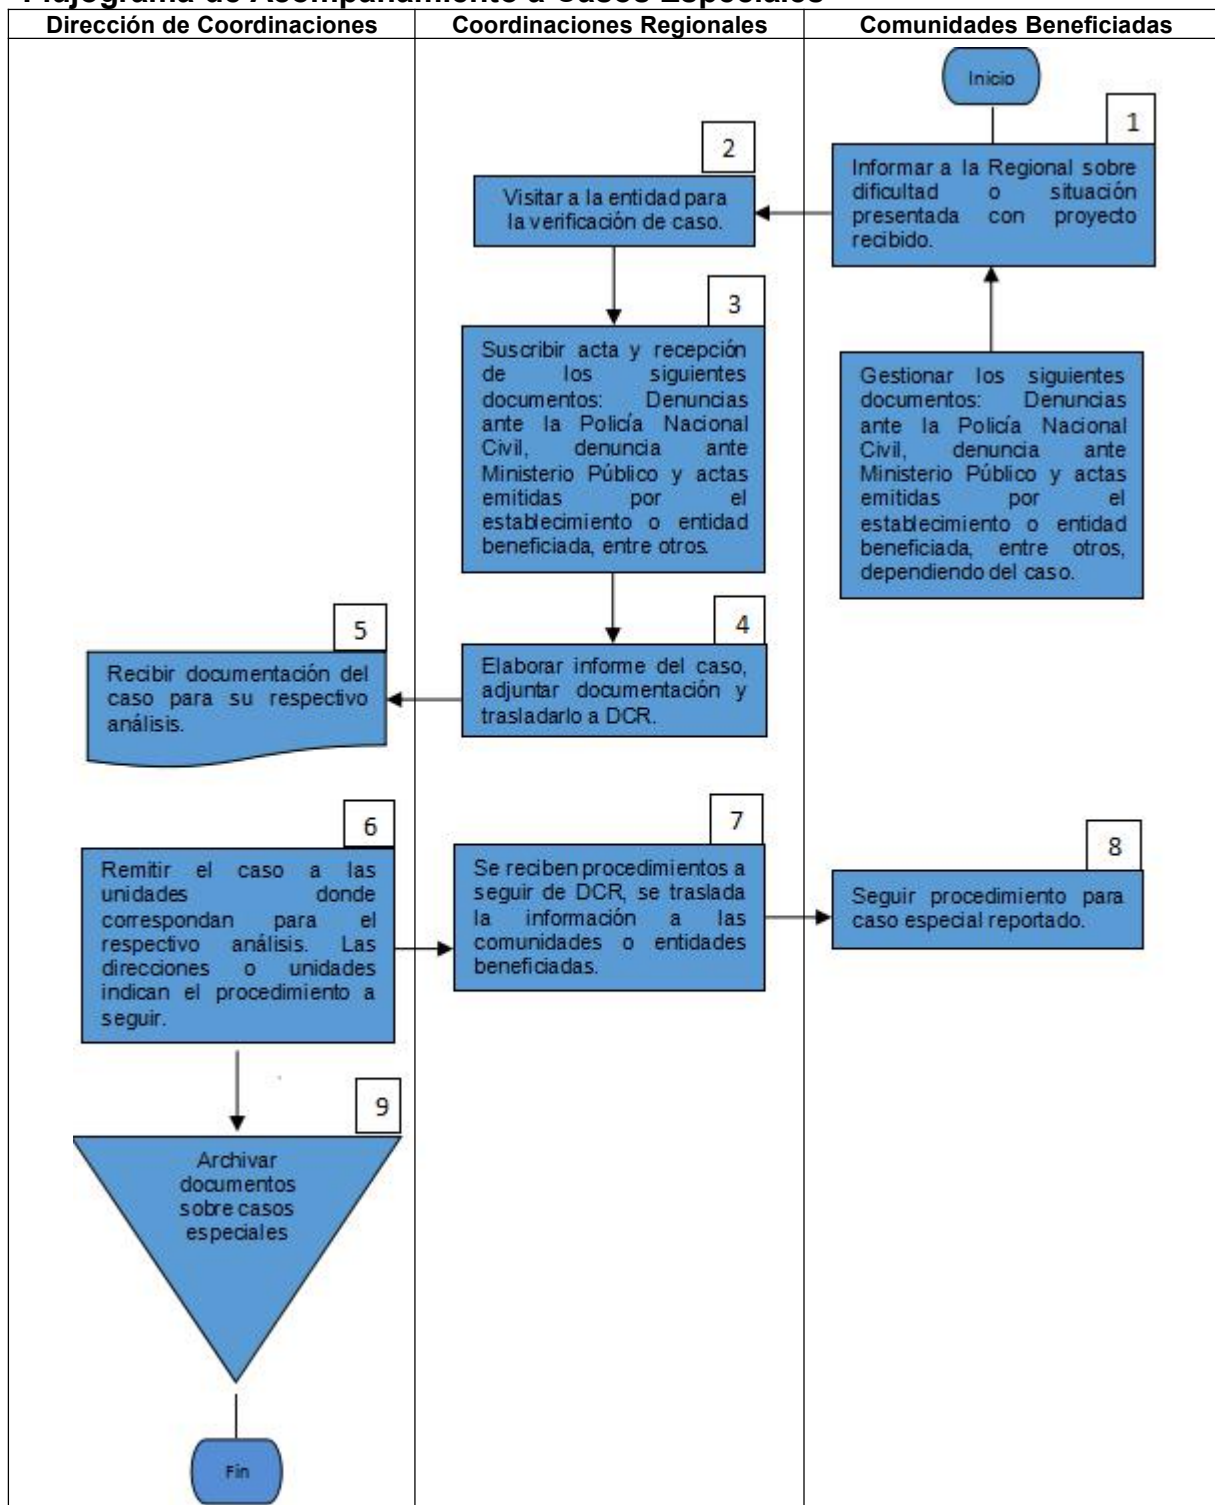 Flujograma de Acompañamiento a Casos Especiales
Dirección de Coordinaciones
Coordinaciones Regionales
Comunidades Beneficiadas
Inicio
1
Informar a la Regional sobre
dificultad o situación
presentada con proyecto
recibido.
2
Visitar a la entidad para
la verificación de caso.
3
Suscribir acta y recepción
de los siguientes
documentos: Denuncias
ante la Policía Nacional
Civil, denuncia ante
Ministerio Público y actas
emitidas por el
establecimiento o entidad
beneficiada, entre otros.
Gestionar los siguientes
documentos: Denuncias
ante la Policía Nacional
Civil, denuncia ante
Ministerio Público y actas
emitidas por el
establecimiento o entidad
beneficiada, entre otros,
dependiendo del caso.
4
Elaborar informe del caso,
adjuntar documentación y
trasladarlo a DCR.
5
Recibir documentación del
caso para su respectivo
análisis.
6
Remitir el caso a las
unidades donde
correspondan para el
respectivo análisis. Las
direcciones o unidades
indican el procedimiento a
seguir.
7
Se reciben procedimientos a
seguir de DCR, se traslada
la información a las
comunidades o entidades
beneficiadas.
8
Seguir procedimiento para
caso especial reportado.
9
Archivar
documentos
sobre casos
especiales
Fin